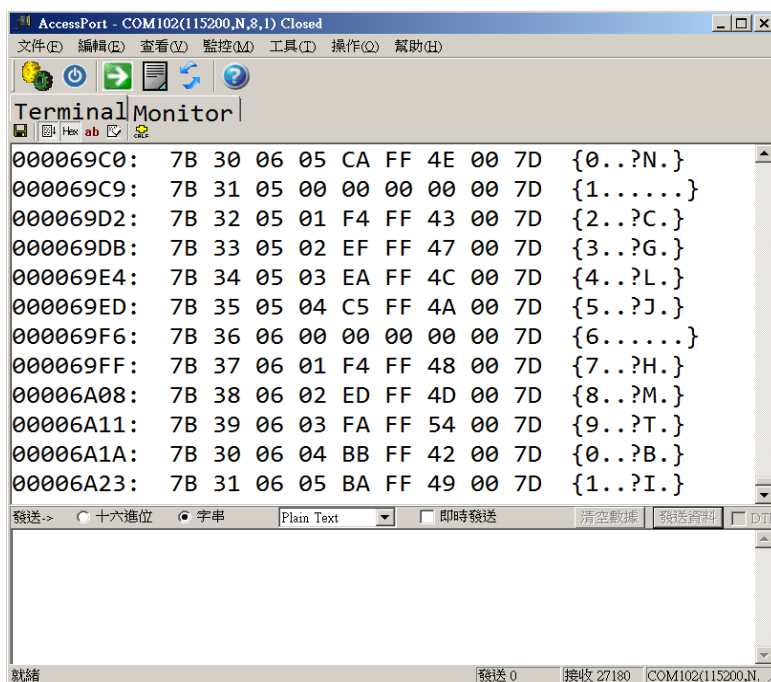 AccessPort - COM102(115200,N,8,1) Closed
文件(F) 編輯(E) 查看(V) 監控(M) 工具(T) 操作(O) 幫助(H)
Terminal Monitor
Hex ab CRLF
000069C0: 7B 30 06 05 CA FF 4E 00 7D {0..?N.}
000069C9: 7B 31 05 00 00 00 00 00 7D {1......}
000069D2: 7B 32 05 01 F4 FF 43 00 7D {2..?C.}
000069DB: 7B 33 05 02 EF FF 47 00 7D {3..?G.}
000069E4: 7B 34 05 03 EA FF 4C 00 7D {4..?L.}
000069ED: 7B 35 05 04 C5 FF 4A 00 7D {5..?J.}
000069F6: 7B 36 06 00 00 00 00 00 7D {6......}
000069FF: 7B 37 06 01 F4 FF 48 00 7D {7..?H.}
00006A08: 7B 38 06 02 ED FF 4D 00 7D {8..?M.}
00006A11: 7B 39 06 03 FA FF 54 00 7D {9..?T.}
00006A1A: 7B 30 06 04 BB FF 42 00 7D {0..?B.}
00006A23: 7B 31 06 05 BA FF 49 00 7D {1..?I.}
發送-> 十六進位 字串 Plain Text 即時發送 清空數據 發送資料 DT
就緒 發送 0 接收 27180 COM102(115200,N,